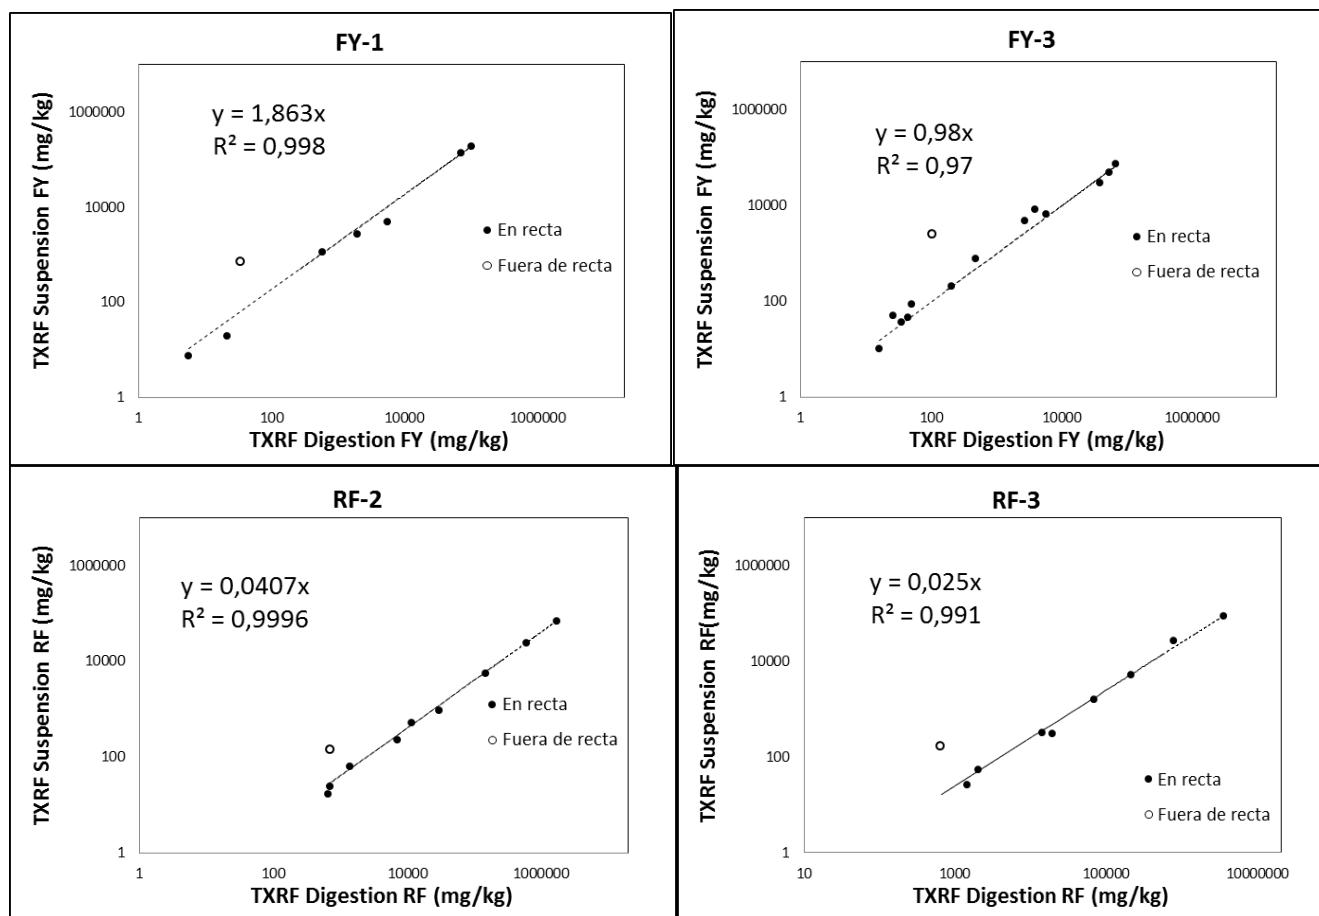 FY-1
TXRF Suspension FY (mg/kg)
1000000
10000
100
1
y = 1,863x
R² = 0,998
En recta
Fuera de recta
1
100
10000
1000000
TXRF Digestion FY (mg/kg)
FY-3
TXRF Suspension FY (mg/kg)
1000000
10000
100
1
y = 0,98x
R² = 0,97
En recta
Fuera de recta
1
100
10000
1000000
TXRF Digestion FY (mg/kg)
RF-2
TXRF Suspension RF (mg/kg)
1000000
10000
100
1
y = 0,0407x
R² = 0,9996
En recta
Fuera de recta
1
100
10000
1000000
TXRF Digestion RF (mg/kg)
RF-3
TXRF Suspension RF(mg/kg)
1000000
10000
100
1
y = 0,025x
R² = 0,991
En recta
Fuera de recta
10
1000
100000
10000000
TXRF Digestion RF (mg/kg)